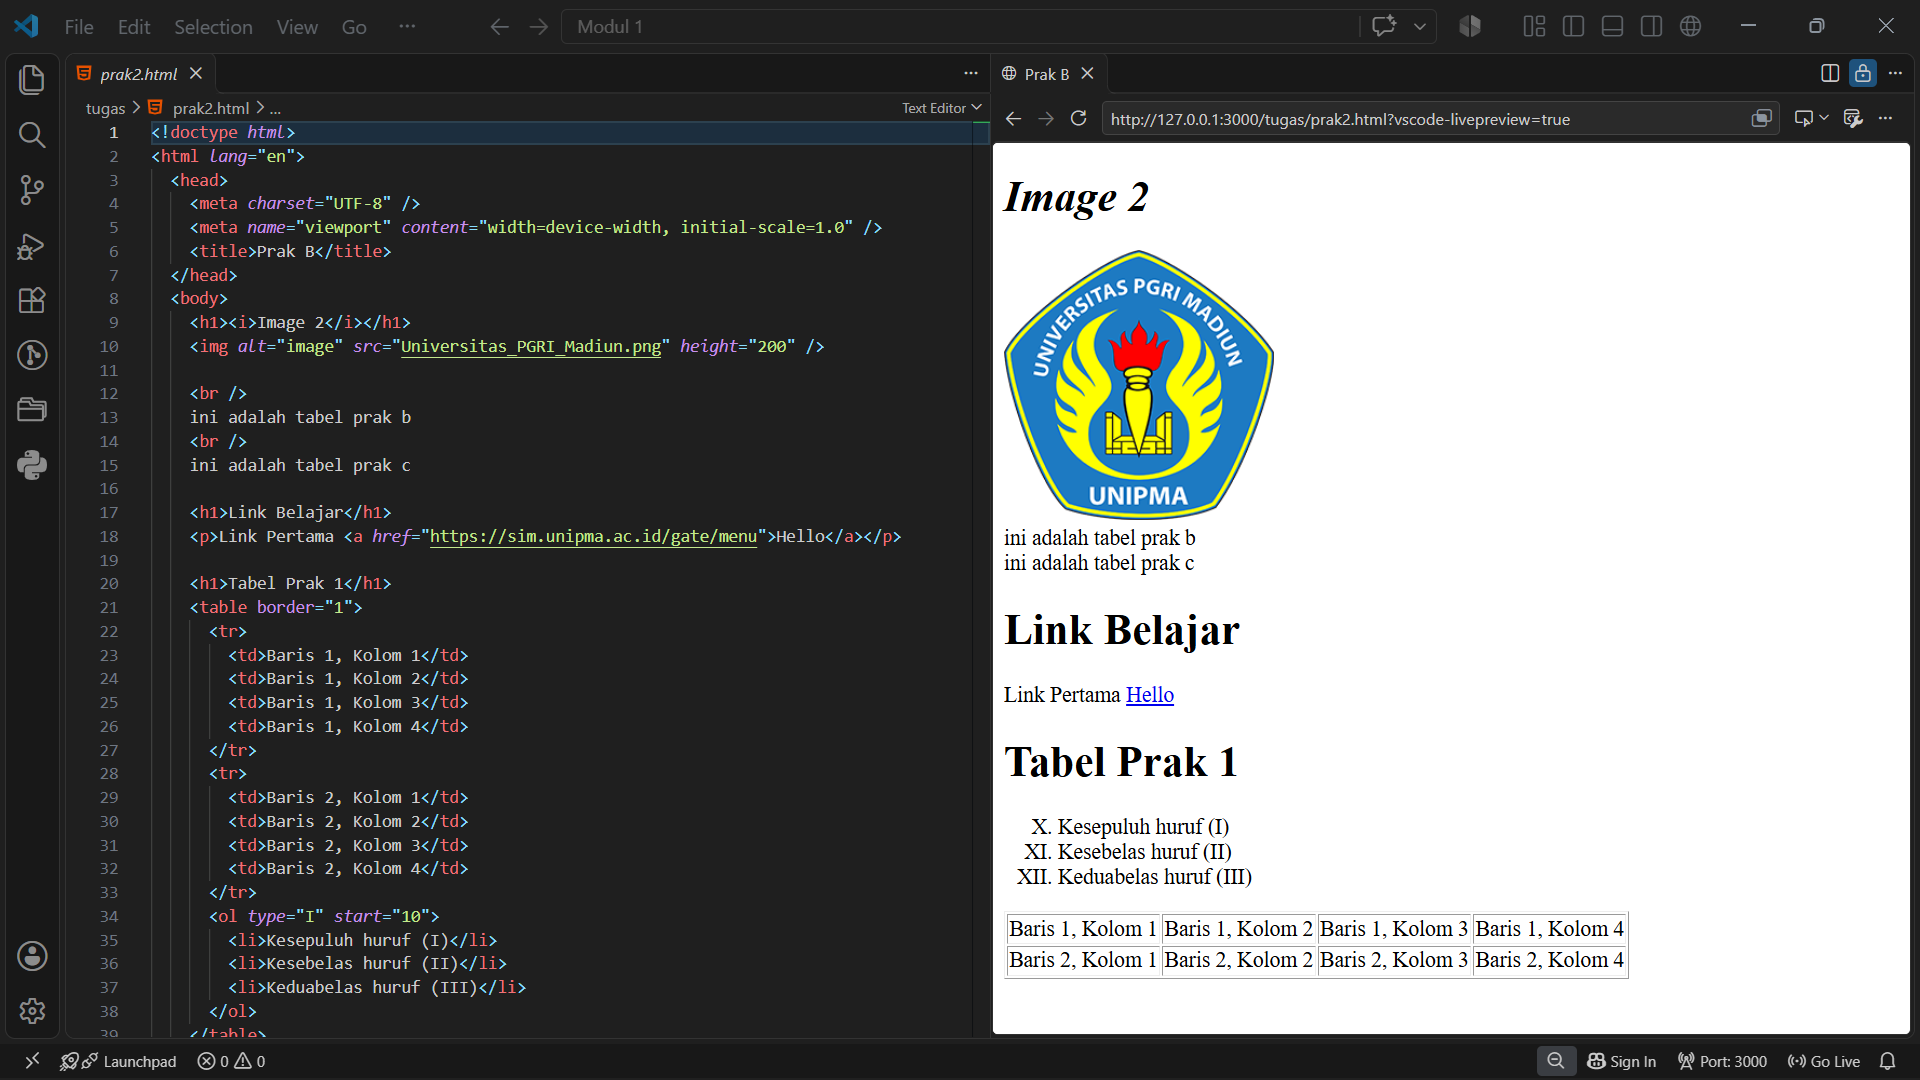 File Edit Selection View Go ··· Modul 1
prak2.html
Prak B
tugas > prak2.html > ...
Text Editor
http://127.0.0.1:3000/tugas/prak2.html?vscode-livepreview=true
1 <!doctype html>
2 <html lang="en">
3 <head>
4 <meta charset="UTF-8" />
5 <meta name="viewport" content="width=device-width, initial-scale=1.0" />
6 <title>Prak B</title>
7 </head>
8 <body>
9 <h1><i>Image 2</i></h1>
10 <img alt="image" src="Universitas_PGRI_Madiun.png" height="200" />
11
12 <br />
13 ini adalah tabel prak b
14 <br />
15 ini adalah tabel prak c
16
17 <h1>Link Belajar</h1>
18 <p>Link Pertama <a href="https://sim.unipma.ac.id/gate/menu">Hello</a></p>
19
20 <h1>Tabel Prak 1</h1>
21 <table border="1">
22 <tr>
23 <td>Baris 1, Kolom 1</td>
24 <td>Baris 1, Kolom 2</td>
25 <td>Baris 1, Kolom 3</td>
26 <td>Baris 1, Kolom 4</td>
27 </tr>
28 <tr>
29 <td>Baris 2, Kolom 1</td>
30 <td>Baris 2, Kolom 2</td>
31 <td>Baris 2, Kolom 3</td>
32 <td>Baris 2, Kolom 4</td>
33 </tr>
34 <ol type="I" start="10">
35 <li>Kesepuluh huruf (I)</li>
36 <li>Kesebelas huruf (II)</li>
37 <li>Keduabelas huruf (III)</li>
38 </ol>
39 </table>
Image 2
UNIVERSITAS PGRI MADIUN
UNIPMA
ini adalah tabel prak b
ini adalah tabel prak c
Link Belajar
Link Pertama Hello
Tabel Prak 1
X. Kesepuluh huruf (I)
XI. Kesebelas huruf (II)
XII. Keduabelas huruf (III)
Baris 1, Kolom 1 Baris 1, Kolom 2 Baris 1, Kolom 3 Baris 1, Kolom 4
Baris 2, Kolom 1 Baris 2, Kolom 2 Baris 2, Kolom 3 Baris 2, Kolom 4
Launchpad 0 0 Sign In Port: 3000 Go Live